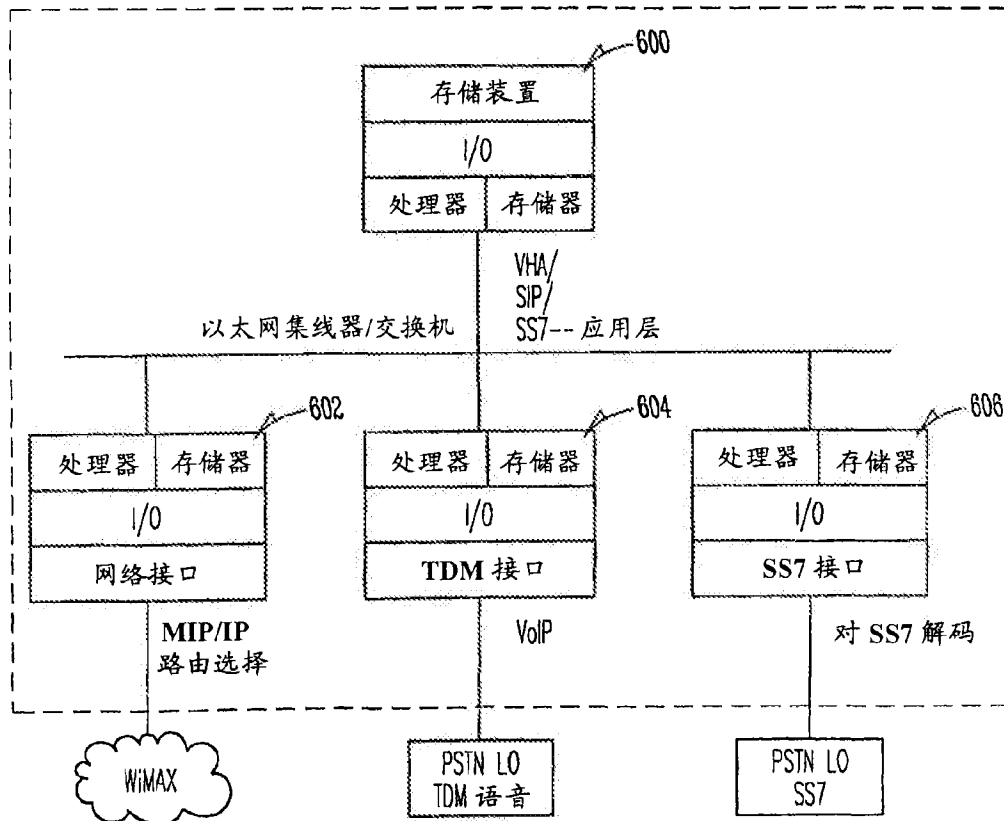 600
存储装置
I/O
处理器 存储器
VHA/
SIP/
以太网集线器/交换机 SS7--应用层
602 604 606
处理器 存储器 处理器 存储器 处理器 存储器
I/O I/O I/O
网络接口 TDM 接口 SS7 接口
MIP/IP VoIP 对 SS7 解码
路由选择
WiMAX PSTN LO PSTN LO
TDM 语音 SS7